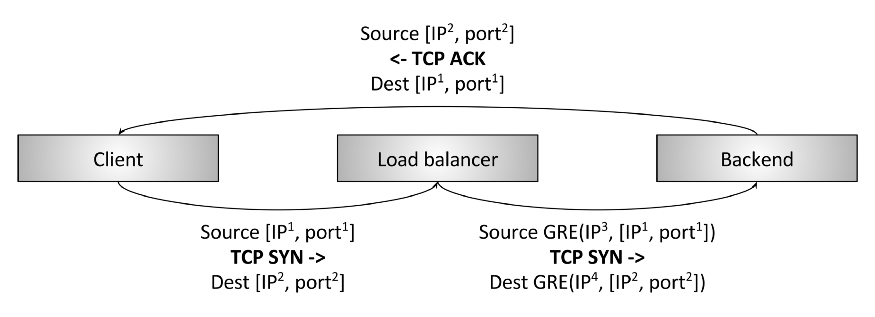 Source [IP², port²]
<- TCP ACK
Dest [IP¹, port¹]
Client
Load balancer
Backend
Source [IP¹, port¹]
TCP SYN ->
Dest [IP², port²]
Source GRE(IP³, [IP¹, port¹])
TCP SYN ->
Dest GRE(IP⁴, [IP², port²])